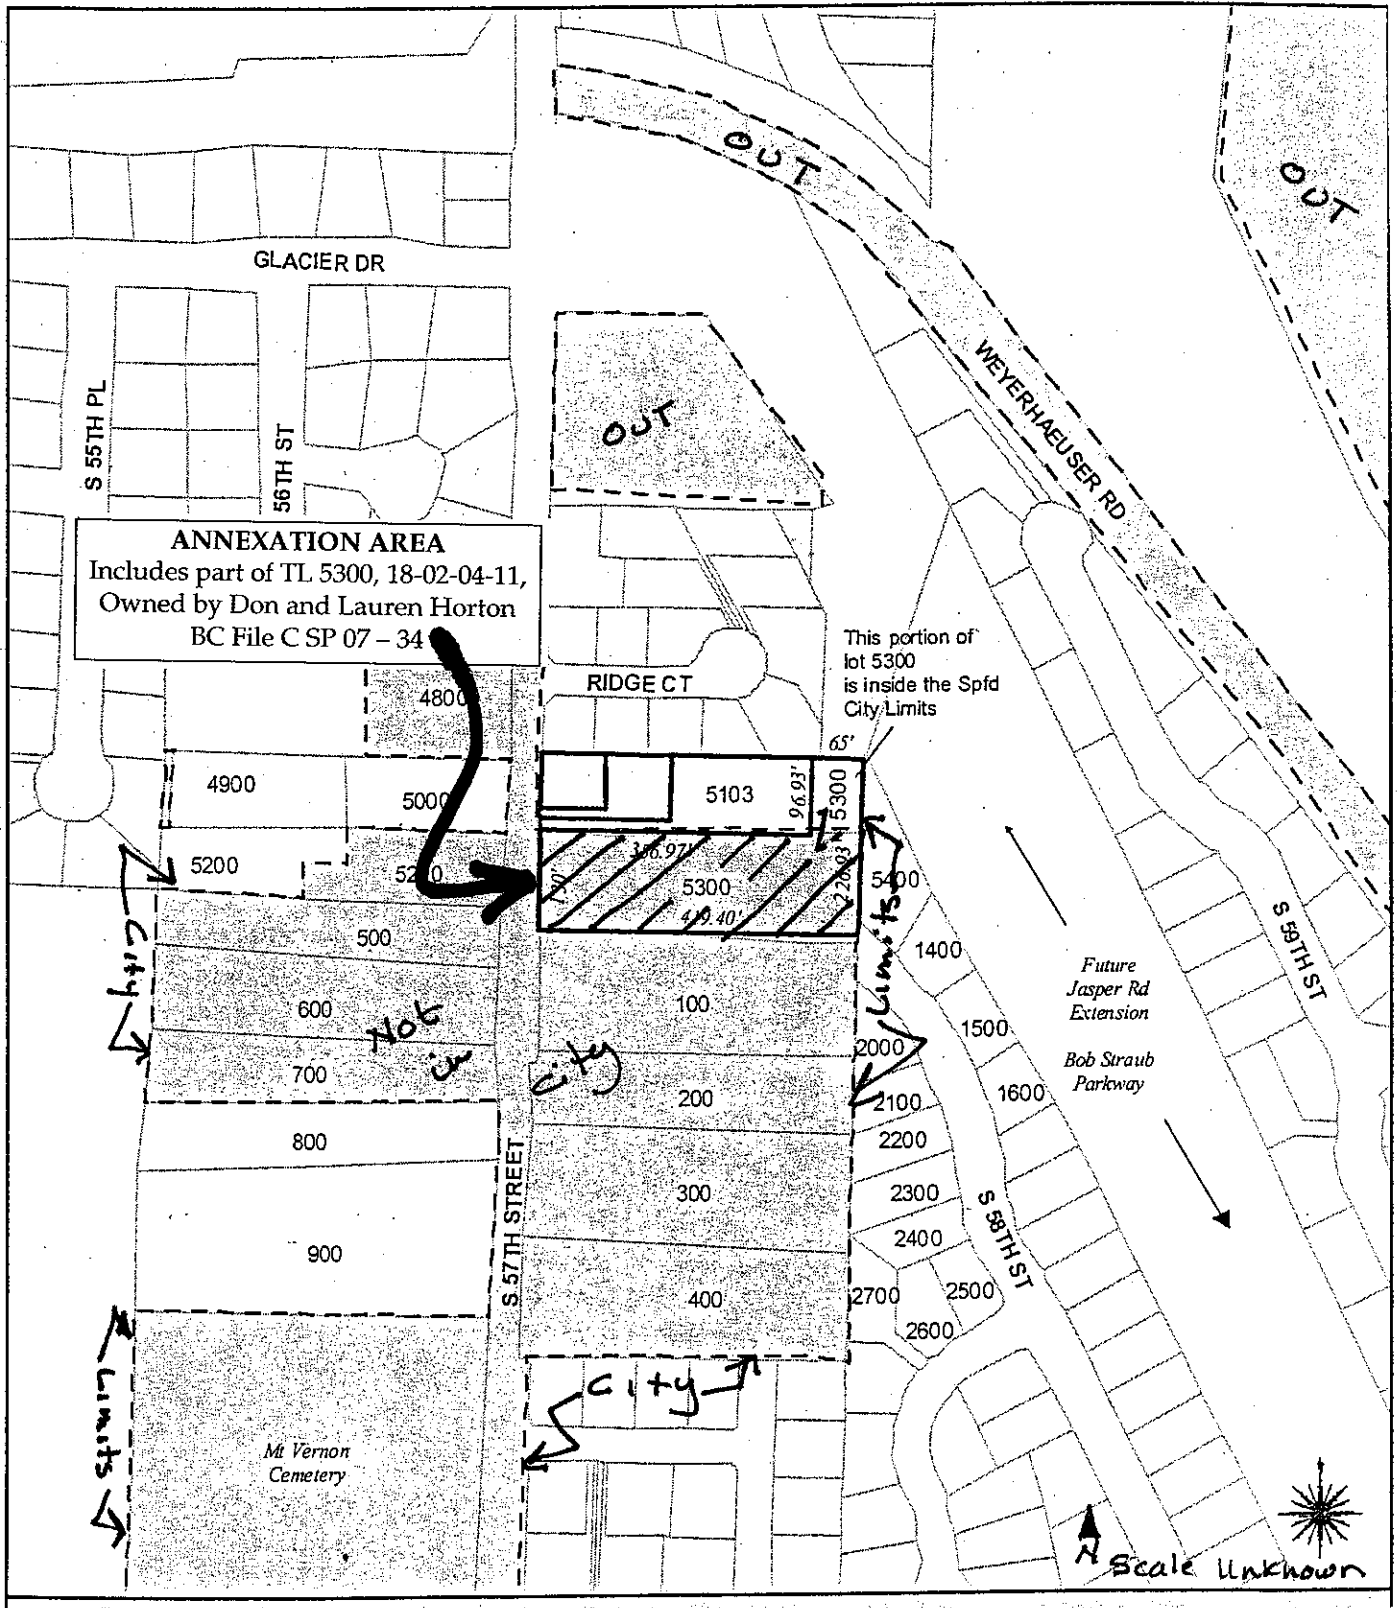 OUT
OUT
GLACIER DR
WEYERHAEUSER RD
S 55TH PL
56TH ST
OUT
ANNEXATION AREA
Includes part of TL 5300, 18-02-04-11,
Owned by Don and Lauren Horton
BC File C SP 07 – 34
This portion of
lot 5300
is inside the Spfd
City Limits
RIDGE CT
4800
65'
4900
5000
5103
96.93'
5300
5200
5300
419.40'
226.93'
5400
City
Limits
500
1400
S 59TH ST
Future
Jasper Rd
Extension
600
Not
in
City
100
1500
2000
Bob Straub
Parkway
700
200
2100
1600
800
2200
S 57TH STREET
300
2300
S 58TH ST
2400
900
400
2700
2500
2600
Limits
City
Mt Vernon
Cemetery
N
Scale Unknown